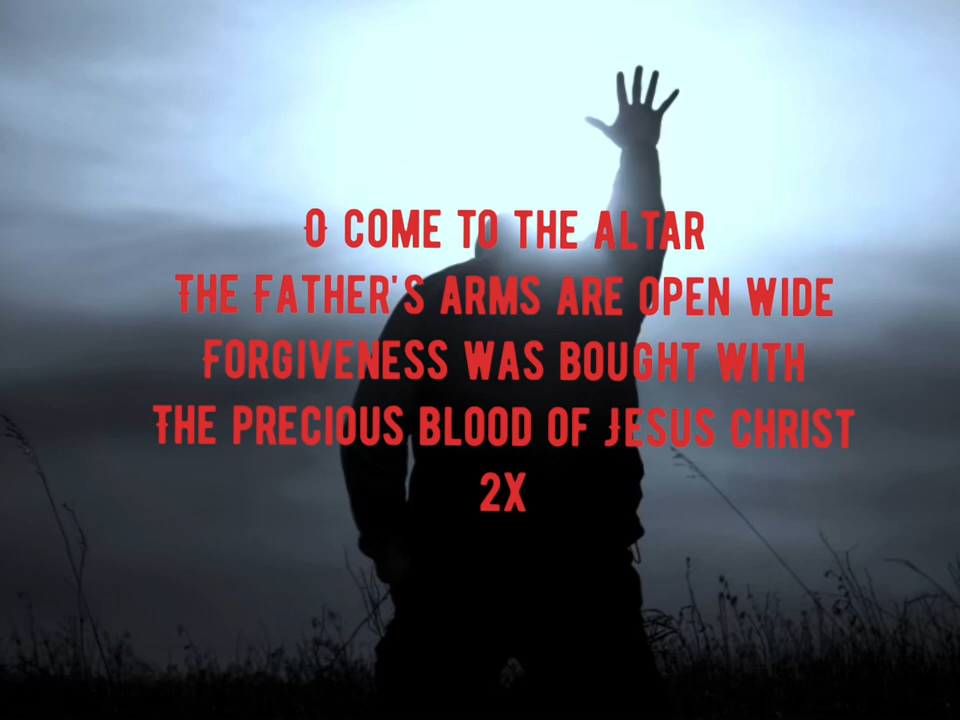 O COME TO THE ALTAR
THE FATHER'S ARMS ARE OPEN WIDE
FORGIVENESS WAS BOUGHT WITH
THE PRECIOUS BLOOD OF JESUS CHRIST
2X